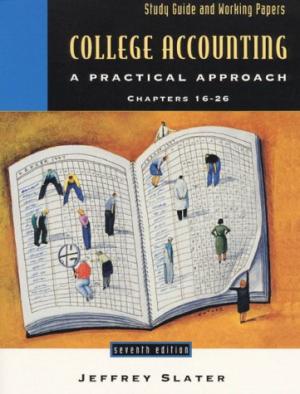 Study Guide and Working Papers
COLLEGE ACCOUNTING
A PRACTICAL APPROACH
CHAPTERS 16-26
seventh edition
JEFFREY SLATER